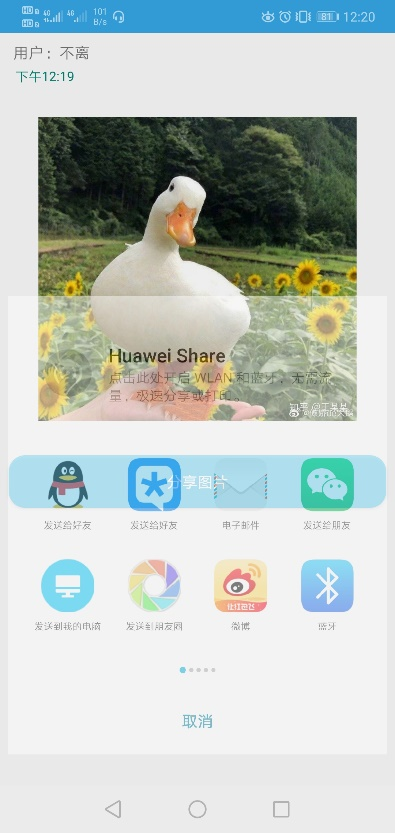 101
B/s
81
12:20
用户：不离
下午12:19
Huawei Share
点击此处开启 WLAN 和蓝牙，无需流
量，极速分享或打印。
知乎
分享图片
发送给好友
发送给好友
电子邮件
发送给朋友
发送到我的电脑
发送到朋友圈
微博
蓝牙
取消